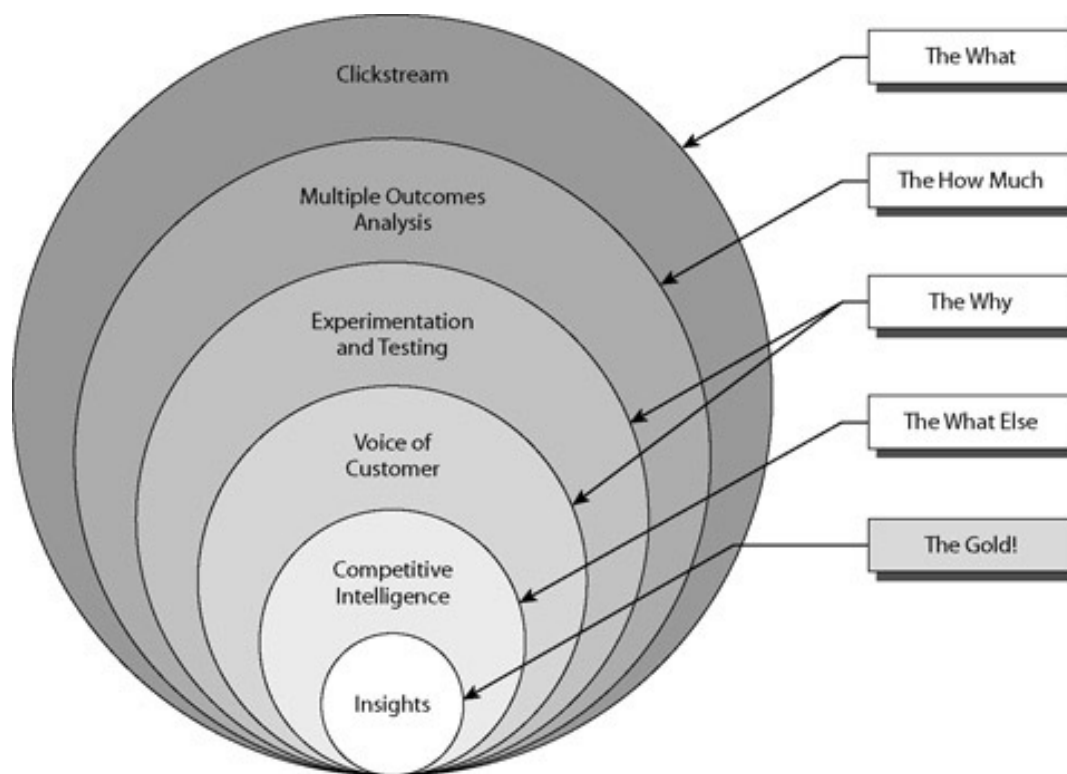 Clickstream
Multiple Outcomes
Analysis
Experimentation
and Testing
Voice of
Customer
Competitive
Intelligence
Insights
The What
The How Much
The Why
The What Else
The Gold!